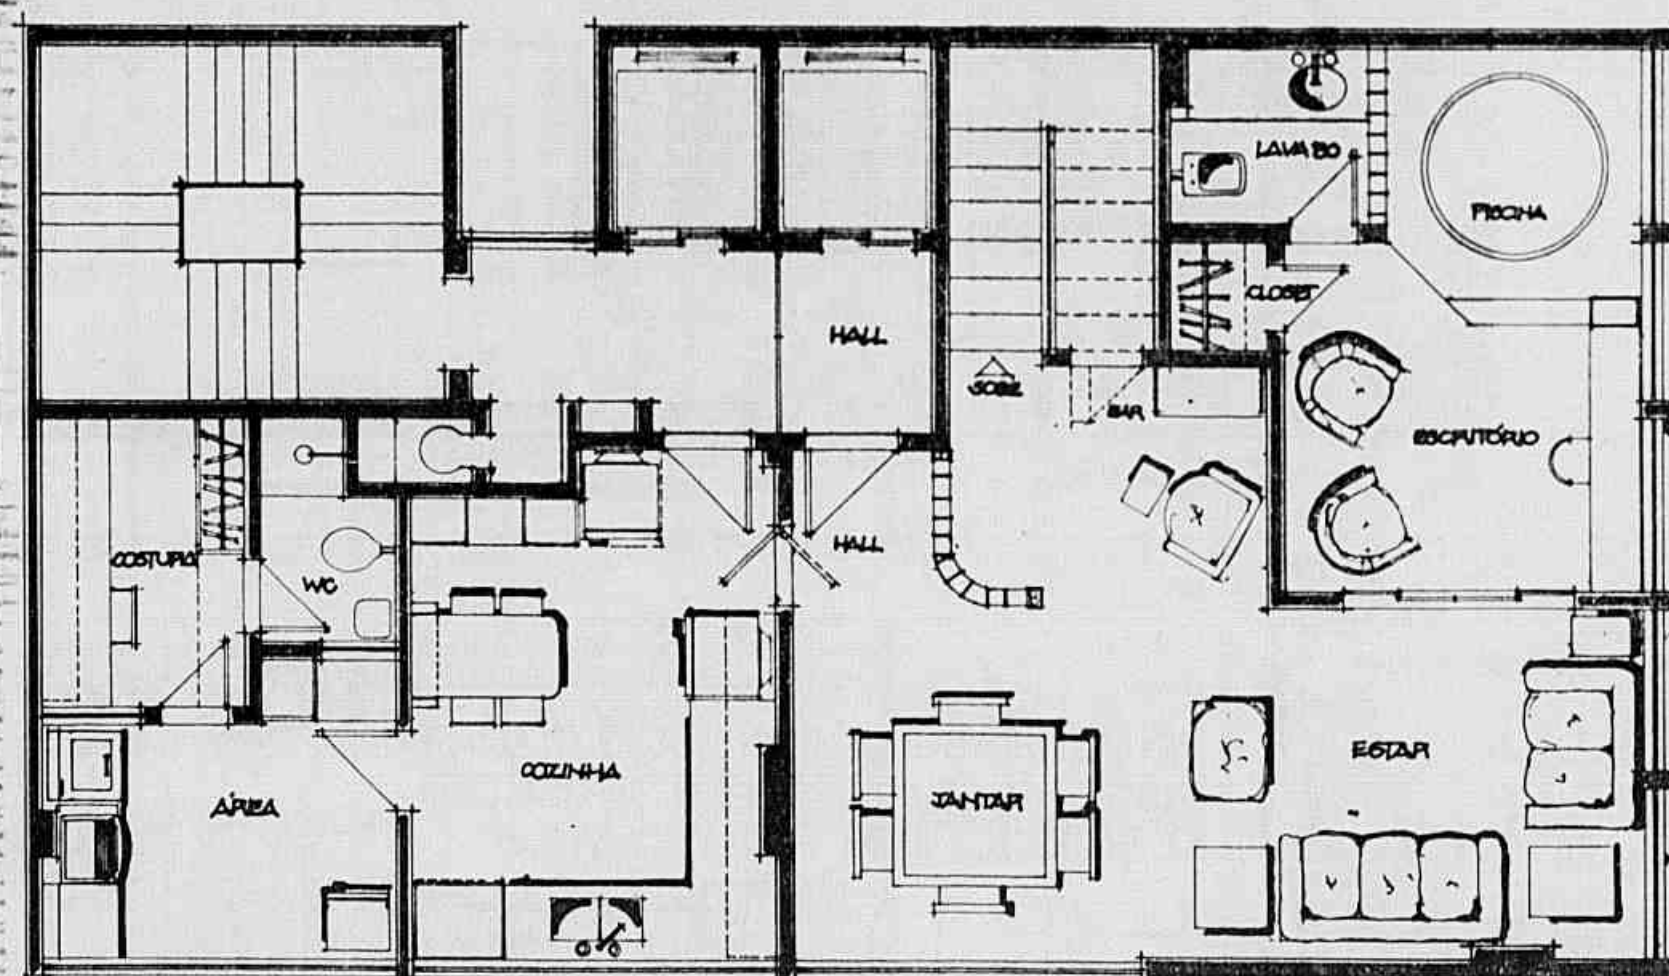 LAVABO
PISCINA
CLOSET
HALL
SOBE
BAR
ESCRITÓRIO
HALL
COSTURA
WC
COZINHA
ESTAR
JANTAR
ÁREA